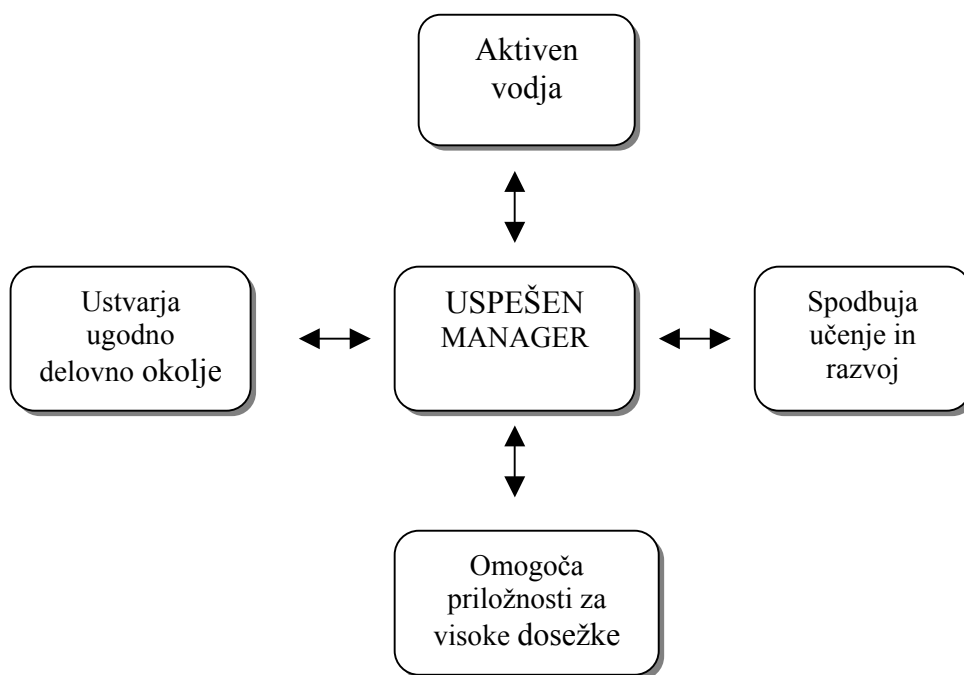 Aktiven
vodja
Ustvarja
ugodno
delovno okolje
USPEŠEN
MANAGER
Spodbuja
učenje in
razvoj
Omogoča
priložnosti za
visoke dosežke